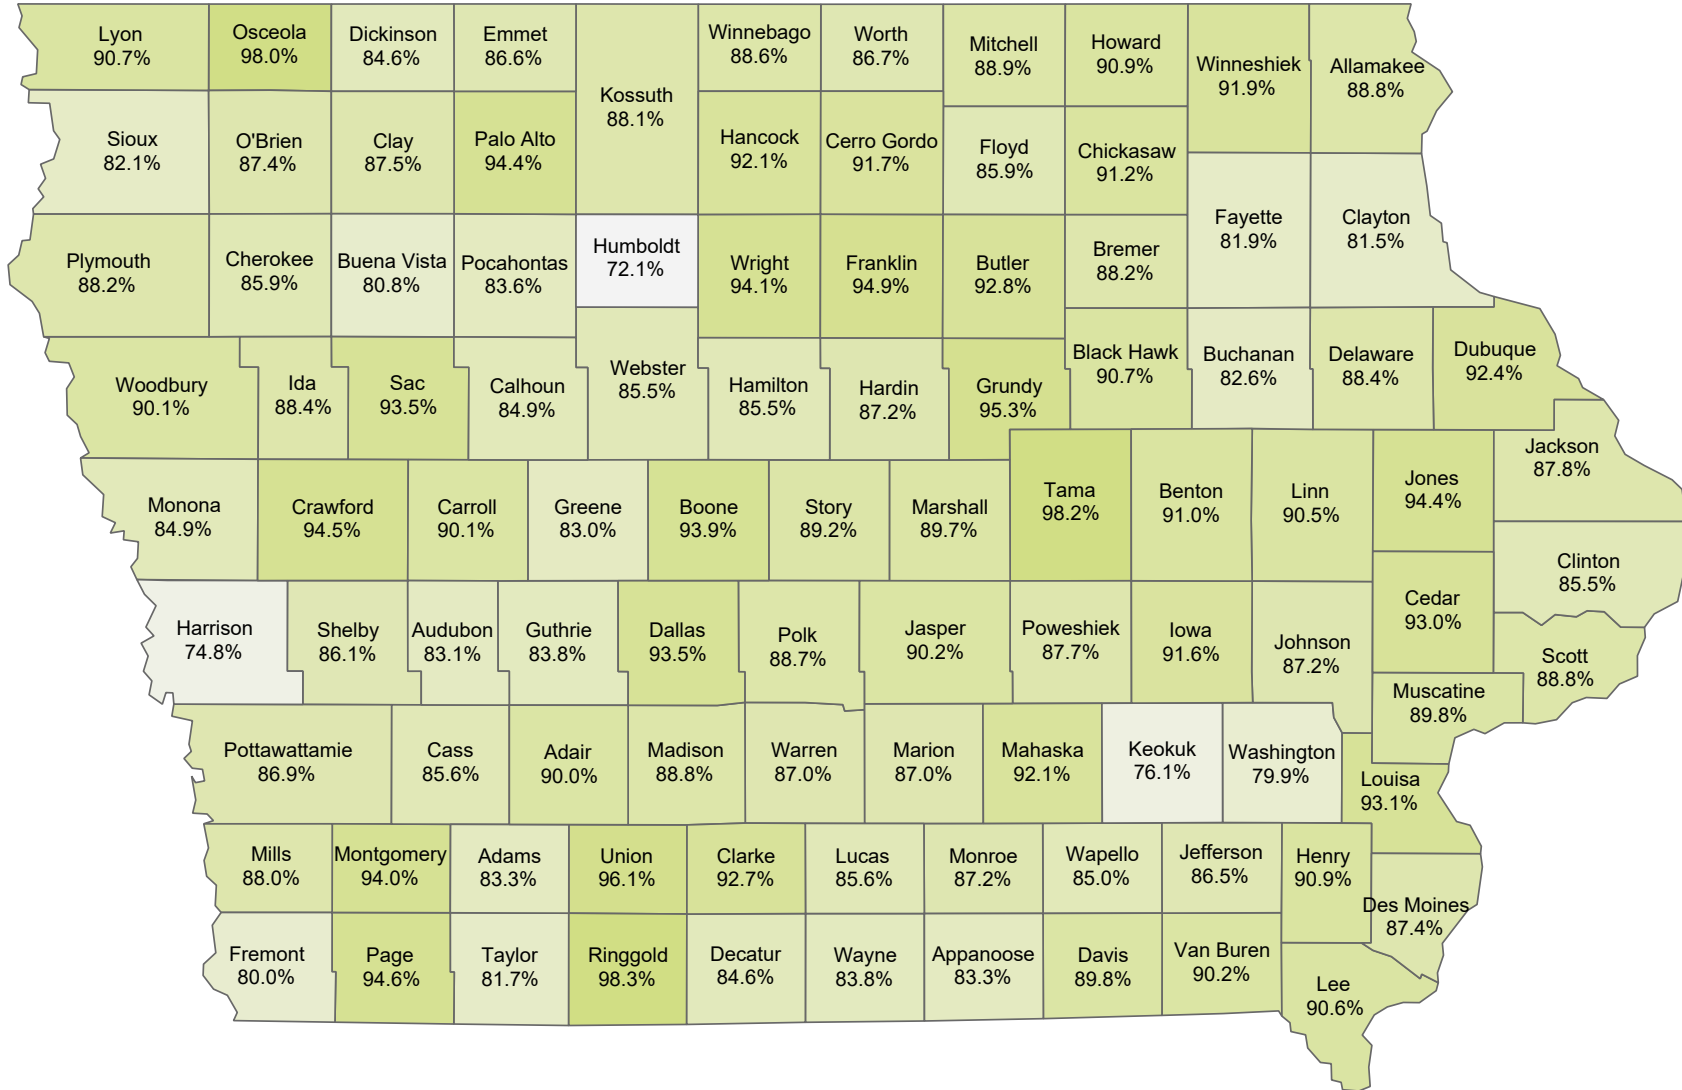 Lyon
90.7%
Osceola
98.0%
Dickinson
84.6%
Emmet
86.6%
Kossuth
88.1%
Winnebago
88.6%
Worth
86.7%
Mitchell
88.9%
Howard
90.9%
Winneshiek
91.9%
Allamakee
88.8%
Sioux
82.1%
O'Brien
87.4%
Clay
87.5%
Palo Alto
94.4%
Hancock
92.1%
Cerro Gordo
91.7%
Floyd
85.9%
Chickasaw
91.2%
Fayette
81.9%
Clayton
81.5%
Plymouth
88.2%
Cherokee
85.9%
Buena Vista
80.8%
Pocahontas
83.6%
Humboldt
72.1%
Wright
94.1%
Franklin
94.9%
Butler
92.8%
Bremer
88.2%
Woodbury
90.1%
Ida
88.4%
Sac
93.5%
Calhoun
84.9%
Webster
85.5%
Hamilton
85.5%
Hardin
87.2%
Grundy
95.3%
Black Hawk
90.7%
Buchanan
82.6%
Delaware
88.4%
Dubuque
92.4%
Monona
84.9%
Crawford
94.5%
Carroll
90.1%
Greene
83.0%
Boone
93.9%
Story
89.2%
Marshall
89.7%
Tama
98.2%
Benton
91.0%
Linn
90.5%
Jones
94.4%
Jackson
87.8%
Clinton
85.5%
Harrison
74.8%
Shelby
86.1%
Audubon
83.1%
Guthrie
83.8%
Dallas
93.5%
Polk
88.7%
Jasper
90.2%
Poweshiek
87.7%
Iowa
91.6%
Johnson
87.2%
Cedar
93.0%
Scott
88.8%
Muscatine
89.8%
Pottawattamie
86.9%
Cass
85.6%
Adair
90.0%
Madison
88.8%
Warren
87.0%
Marion
87.0%
Mahaska
92.1%
Keokuk
76.1%
Washington
79.9%
Louisa
93.1%
Mills
88.0%
Montgomery
94.0%
Adams
83.3%
Union
96.1%
Clarke
92.7%
Lucas
85.6%
Monroe
87.2%
Wapello
85.0%
Jefferson
86.5%
Henry
90.9%
Des Moines
87.4%
Fremont
80.0%
Page
94.6%
Taylor
81.7%
Ringgold
98.3%
Decatur
84.6%
Wayne
83.8%
Appanoose
83.3%
Davis
89.8%
Van Buren
90.2%
Lee
90.6%